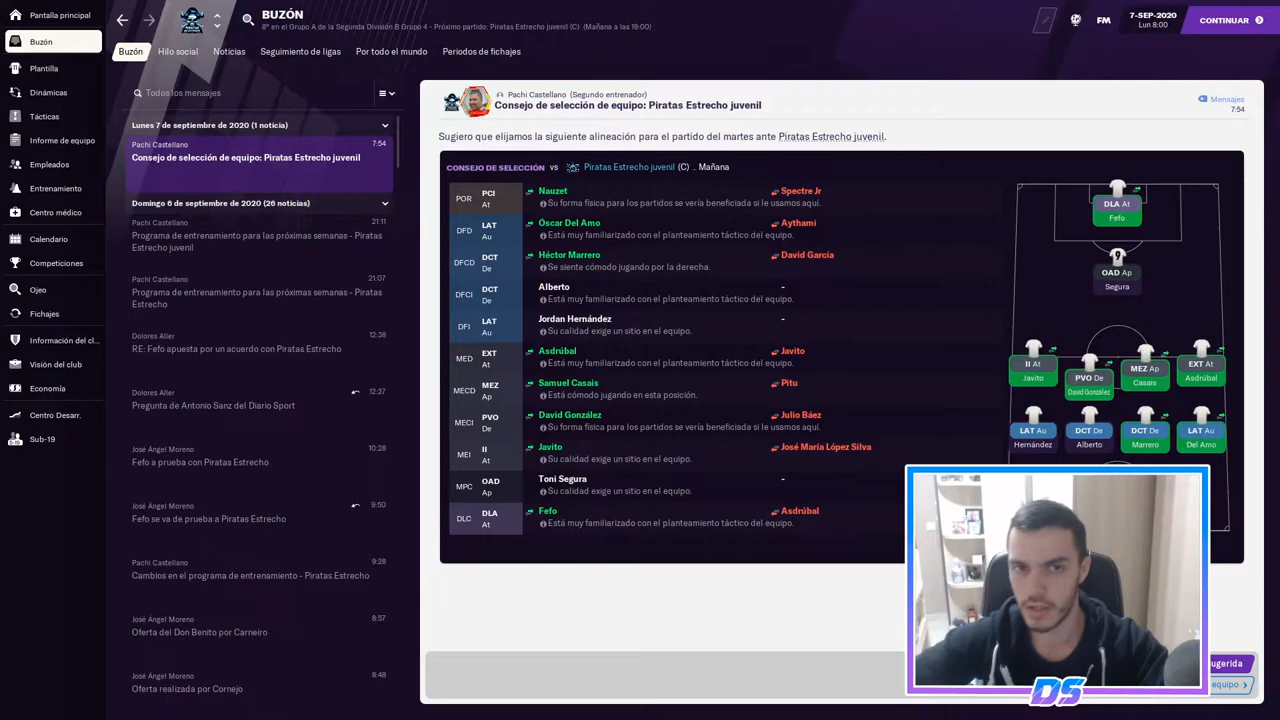 Pantalla principal
Buzón
Plantilla
Dinámicas
Tácticas
Informe de equipo
Empleados
Entrenamiento
Centro médico
Calendario
Competiciones
Ojeo
Fichajes
Información del cl...
Visión del club
Economía
Centro Desarr.
Sub-19
BUZÓN
8º en el Grupo A de la Segunda División B Grupo 4 - Próximo partido: Piratas Estrecho juvenil (C) (Mañana a las 19:00)
FM
7-SEP-2020
Lun 8:00
CONTINUAR
Buzón
Hilo social
Noticias
Seguimiento de ligas
Por todo el mundo
Periodos de fichajes
Todos los mensajes
Lunes 7 de septiembre de 2020 (1 noticia)
Pachi Castellano
7:54
Consejo de selección de equipo: Piratas Estrecho juvenil
Domingo 6 de septiembre de 2020 (26 noticias)
Pachi Castellano
21:11
Programa de entrenamiento para las próximas semanas - Piratas
Estrecho juvenil
Pachi Castellano
21:07
Programa de entrenamiento para las próximas semanas - Piratas
Estrecho
Dolores Aller
12:38
RE: Fefo apuesta por un acuerdo con Piratas Estrecho
Dolores Aller
12:27
Pregunta de Antonio Sanz del Diario Sport
José Ángel Moreno
10:28
Fefo a prueba con Piratas Estrecho
José Ángel Moreno
9:50
Fefo se va de prueba a Piratas Estrecho
Pachi Castellano
9:28
Cambios en el programa de entrenamiento - Piratas Estrecho
José Ángel Moreno
8:57
Oferta del Don Benito por Carneiro
José Ángel Moreno
8:48
Oferta realizada por Cornejo
Pachi Castellano (Segundo entrenador)
Consejo de selección de equipo: Piratas Estrecho juvenil
Mensajes
7:54
Sugiero que elijamos la siguiente alineación para el partido del martes ante Piratas Estrecho juvenil.
CONSEJO DE SELECCIÓN vs Piratas Estrecho juvenil (C) . Mañana
POR PCI At Nauzet Spectre Jr
Su forma física para los partidos se vería beneficiada si le usamos aquí.
DFD LAT Au Óscar Del Amo Aythami
Está muy familiarizado con el planteamiento táctico del equipo.
DFCD DCT De Héctor Marrero David García
Se siente cómodo jugando por la derecha.
DFCI DCT De Alberto -
Está muy familiarizado con el planteamiento táctico del equipo.
DFI LAT Au Jordan Hernández -
Su calidad exige un sitio en el equipo.
MED EXT At Asdrúbal Javito
Está muy familiarizado con el planteamiento táctico del equipo.
MECD MEZ Ap Samuel Casais Pitu
Está cómodo jugando en esta posición.
MECI PVO De David González Julio Báez
Su forma física para los partidos se vería beneficiada si le usamos aquí.
MEI II At Javito José María López Silva
Su calidad exige un sitio en el equipo.
MPC OAD Ap Toni Segura -
Su calidad exige un sitio en el equipo.
DLC DLA At Fefo Asdrúbal
Está muy familiarizado con el planteamiento táctico del equipo.
DLA At
Fefo
9
OAD Ap
Segura
II At
Javito
PVO De
David González
MEZ Ap
Casais
EXT At
Asdrúbal
LAT Au
Hernández
DCT De
Alberto
DCT De
Marrero
LAT Au
Del Amo
ugerida
equipo
DS